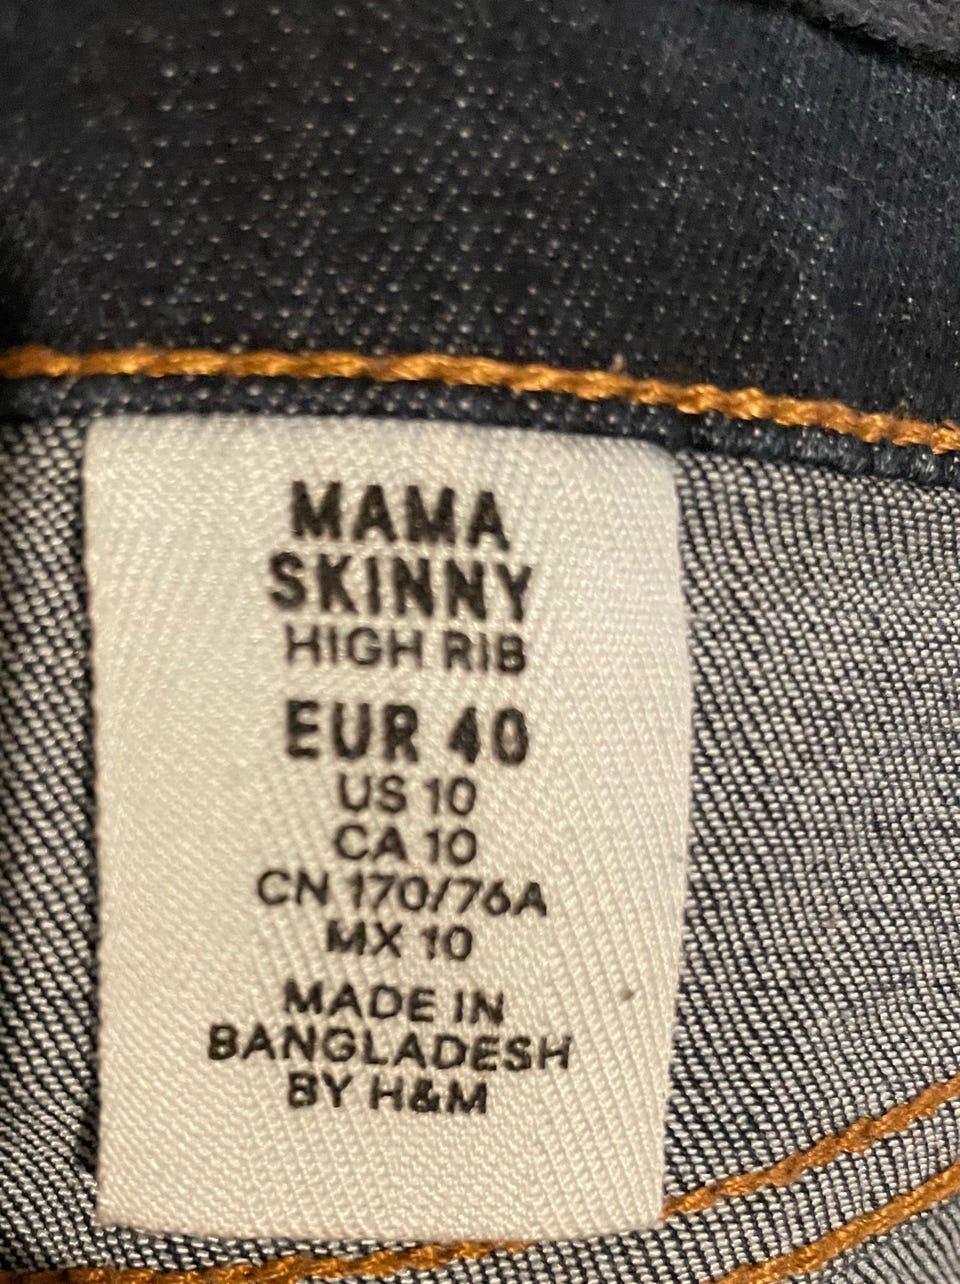 MAMA
SKINNY
HIGH RIB
EUR 40
US 10
CA 10
CN 170/76A
MX 10
MADE IN
BANGLADESH
BY H&M